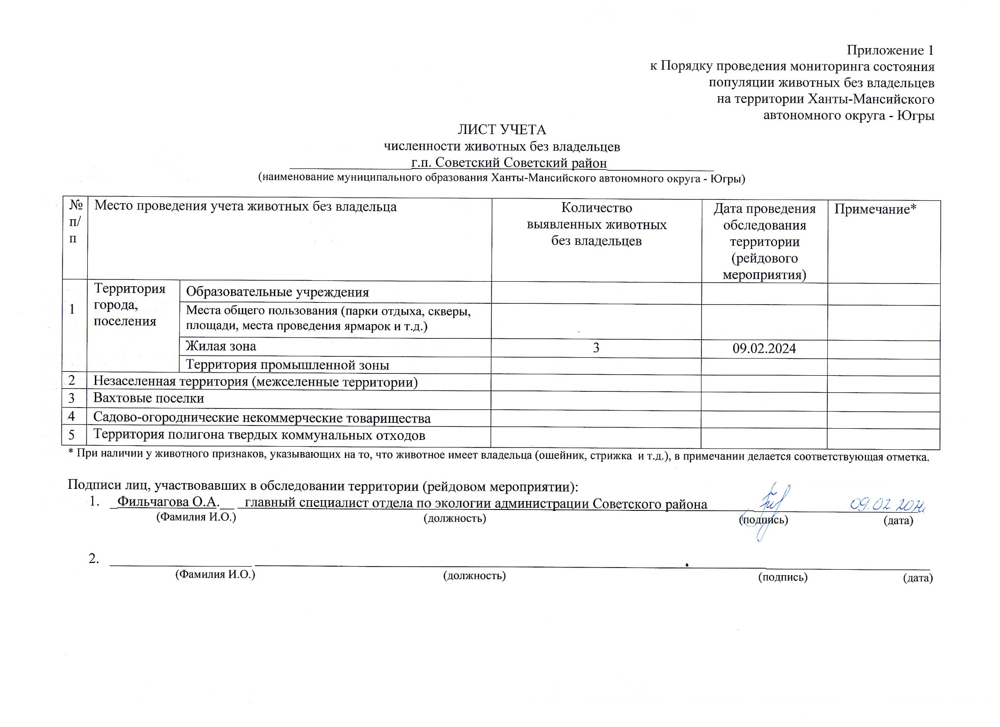 Приложение 1
к Порядку проведения мониторинга состояния
популяции животных без владельцев
на территории Ханты-Мансийского
автономного округа - Югры
ЛИСТ УЧЕТА
численности животных без владельцев
г.п. Советский Советский район
(наименование муниципального образования Ханты-Мансийского автономного округа - Югры)
№ п/п
Место проведения учета животных без владельца
Количество
выявленных животных
без владельцев
Дата проведения
обследования
территории
(рейдового
мероприятия)
Примечание*
1
Территория
города,
поселения
Образовательные учреждения
Места общего пользования (парки отдыха, скверы,
площади, места проведения ярмарок и т.д.)
Жилая зона 3 09.02.2024
Территория промышленной зоны
2 Незаселенная территория (межселенные территории)
3 Вахтовые поселки
4 Садово-огороднические некоммерческие товарищества
5 Территория полигона твердых коммунальных отходов
* При наличии у животного признаков, указывающих на то, что животное имеет владельца (ошейник, стрижка и т.д.), в примечании делается соответствующая отметка.
Подписи лиц, участвовавших в обследовании территории (рейдовом мероприятии):
1. Фильчагова О.А. главный специалист отдела по экологии администрации Советского района 09.02.2024
(Фамилия И.О.) (должность) (подпись) (дата)
2.
(Фамилия И.О.) (должность) (подпись) (дата)